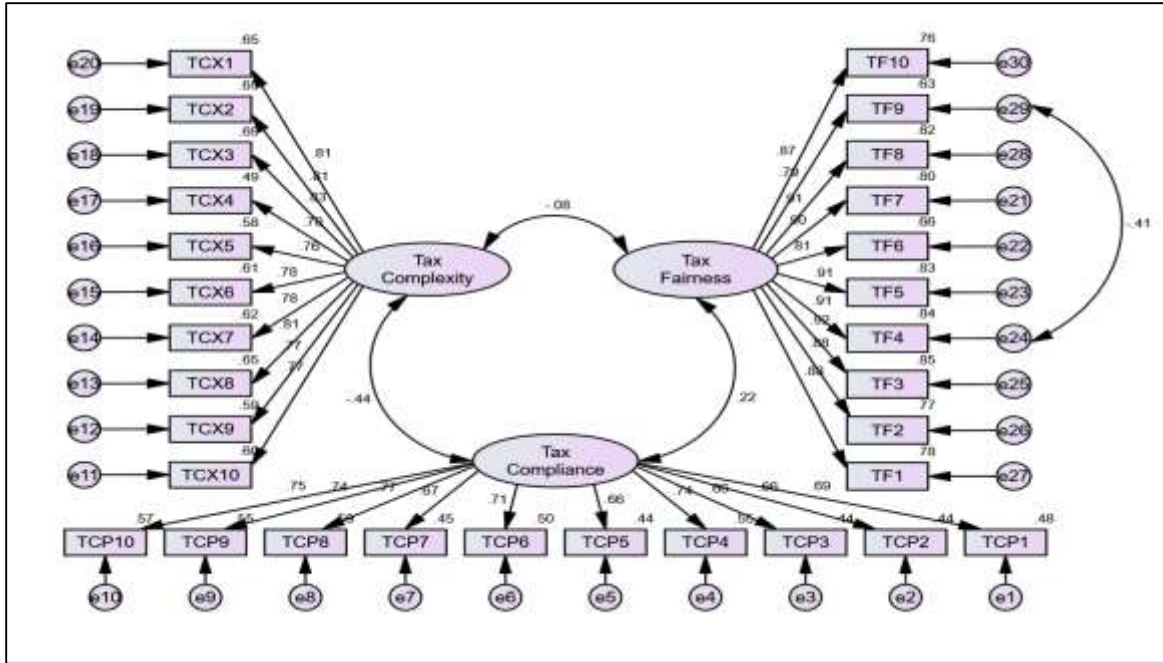 .65
e20 TCX1
e19 TCX2
e18 TCX3
.49
e17 TCX4
.58
e16 TCX5
.61
e15 TCX6
.62
e14 TCX7
.65
e13 TCX8
.59
e12 TCX9
e11 TCX10
.81
.81
.76
.78
.78
.81
.77
.77
-.08
Tax
Complexity
Tax
Fairness
.76
TF10 e30
.63
TF9 e29
.82
TF8 e28
.80
TF7 e21
.66
TF6 e22
.83
TF5 e23
.84
TF4 e24
.85
TF3 e25
.77
TF2 e26
.78
TF1 e27
.87
.79
.91
.90
.81
.91
.91
.88
-.41
-.44
.22
Tax
Compliance
.75 .74 .77 .67 .71 .66 .74 .66 .66 .69
.57 .55 .45 .50 .44 .44 .44 .48
TCP10 TCP9 TCP8 TCP7 TCP6 TCP5 TCP4 TCP3 TCP2 TCP1
e10 e9 e8 e7 e6 e5 e4 e3 e2 e1